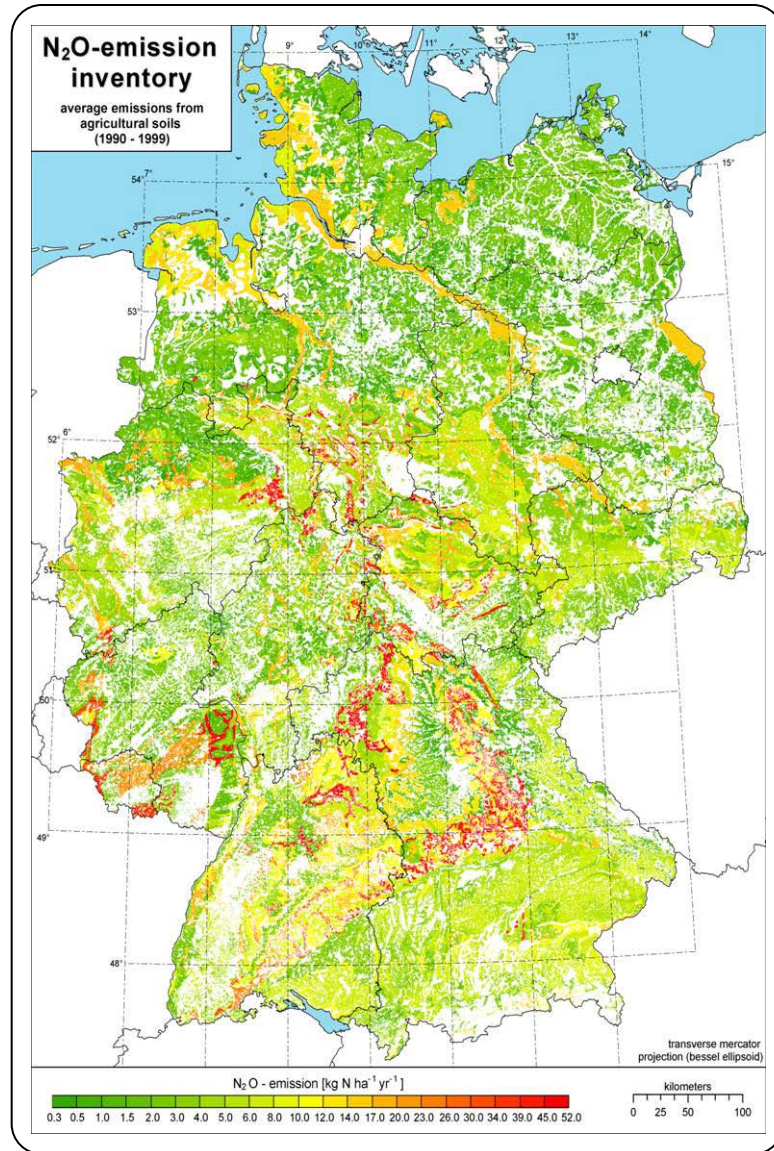 N₂O-emission
inventory
average emissions from
agricultural soils
(1990 - 1999)
9° 10° 11° 12° 13° 14°
15°
7°
54°
53°
6°
52°
51°
50°
49°
48°
transverse mercator
projection (bessel ellipsoid)
N₂O - emission [kg N ha⁻¹ yr⁻¹]
0.3 0.5 1.0 1.5 2.0 3.0 4.0 5.0 6.0 8.0 10.0 12.0 14.0 17.0 20.0 23.0 26.0 30.0 34.0 39.0 45.0 52.0
kilometers
0 25 50 100